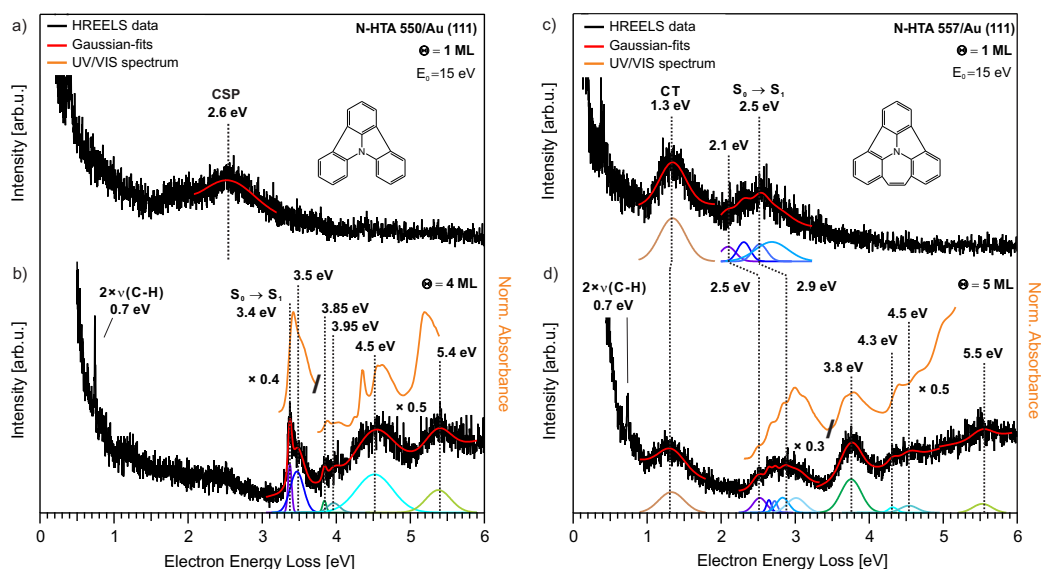 a)
HREELS data
Gaussian-fits
UV/VIS spectrum
N-HTA 550/Au (111)
Θ = 1 ML
E₀=15 eV
CSP
2.6 eV
N
Intensity [arb.u.]
b)
Θ = 4 ML
2×ν(C-H)
0.7 eV
S₀ → S₁
3.4 eV
3.5 eV
3.85 eV
3.95 eV
4.5 eV
5.4 eV
× 0.4
× 0.5
Intensity [arb.u.]
Norm. Absorbance
0 1 2 3 4 5 6
Electron Energy Loss [eV]
c)
HREELS data
Gaussian-fits
UV/VIS spectrum
N-HTA 557/Au (111)
Θ = 1 ML
E₀=15 eV
CT
1.3 eV
2.1 eV
S₀ → S₁
2.5 eV
N
Intensity [arb.u.]
d)
Θ = 5 ML
2×ν(C-H)
0.7 eV
2.5 eV
2.9 eV
3.8 eV
4.3 eV
4.5 eV
5.5 eV
× 0.3
× 0.5
Intensity [arb.u.]
Norm. Absorbance
0 1 2 3 4 5 6
Electron Energy Loss [eV]